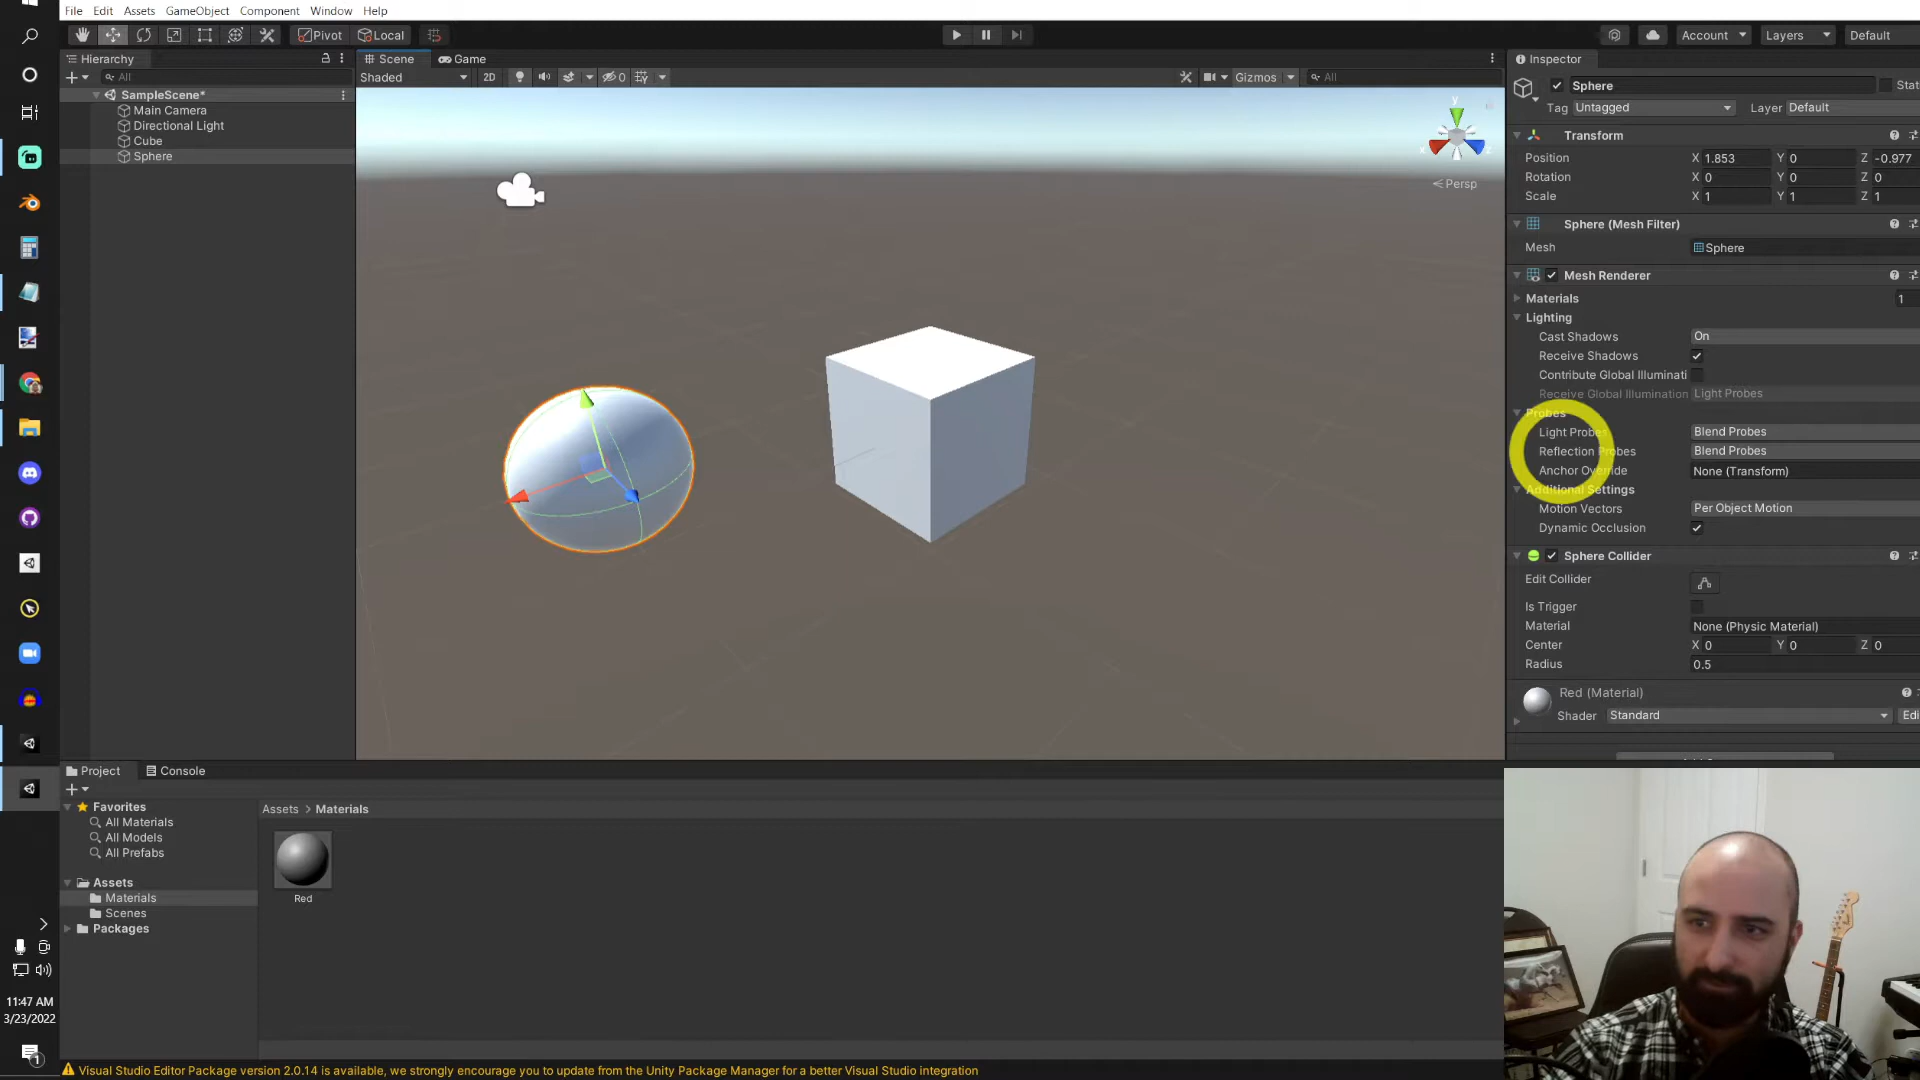 File Edit Assets GameObject Component Window Help
Pivot Local
Account Layers Default
Hierarchy
All
SampleScene*
Main Camera
Directional Light
Cube
Sphere
Scene Game
Shaded 2D 0 Gizmos All
y
x z
Persp
Inspector
Sphere Stat
Tag Untagged Layer Default
Transform
Position X 1.853 Y 0 Z -0.977
Rotation X 0 Y 0 Z 0
Scale X 1 Y 1 Z 1
Sphere (Mesh Filter)
Mesh Sphere
Mesh Renderer
Materials 1
Lighting
Cast Shadows On
Receive Shadows
Contribute Global Illuminati
Receive Global Illumination Light Probes
Probes
Light Probes Blend Probes
Reflection Probes Blend Probes
Anchor Override None (Transform)
Additional Settings
Motion Vectors Per Object Motion
Dynamic Occlusion
Sphere Collider
Edit Collider
Is Trigger
Material None (Physic Material)
Center X 0 Y 0 Z 0
Radius 0.5
Red (Material)
Shader Standard Edi
Project Console
Favorites
All Materials
All Models
All Prefabs
Assets
Materials
Scenes
Packages
Assets > Materials
Red
11:47 AM
3/23/2022
1
Visual Studio Editor Package version 2.0.14 is available, we strongly encourage you to update from the Unity Package Manager for a better Visual Studio integration